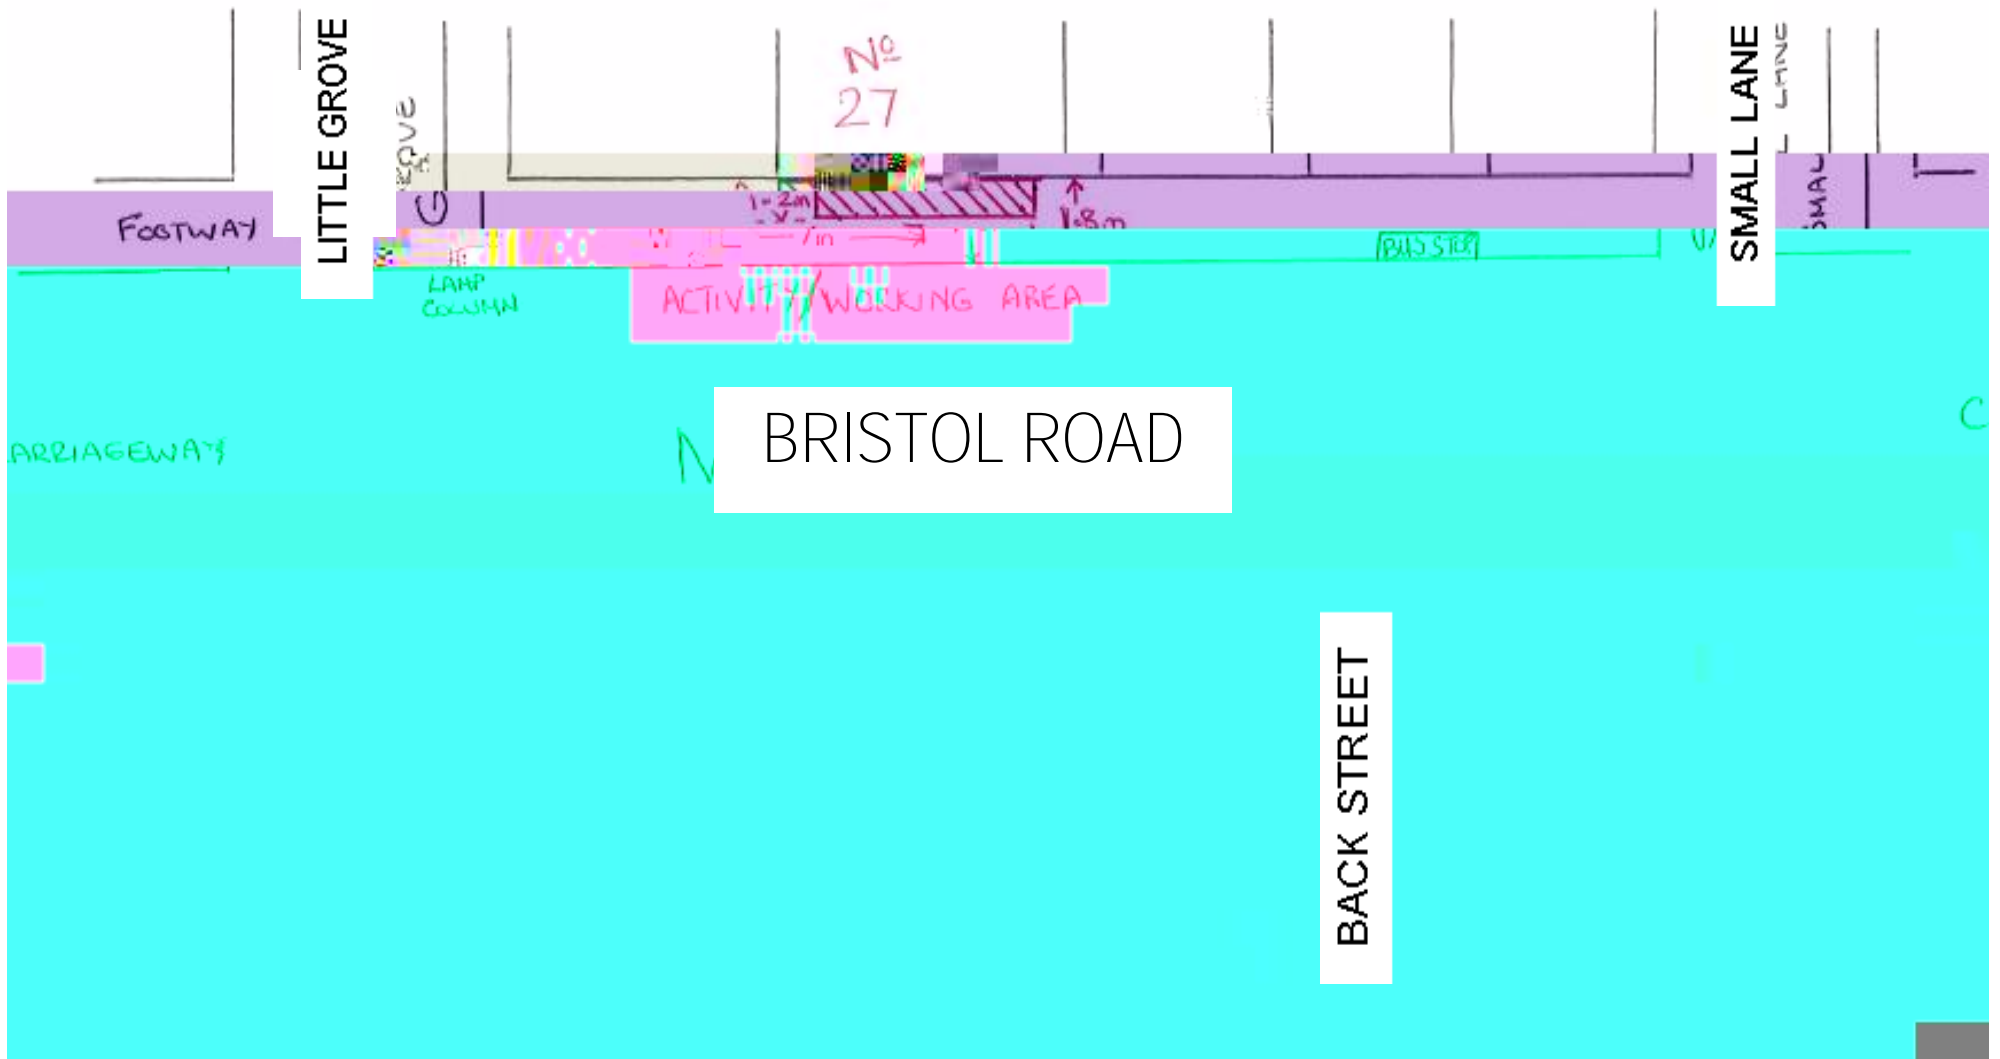 LITTLE GROVE
Nº
27
SMALL LANE
LANE
FOOTWAY
1-2m
1.8m
7m
BUS STOP
LAMP
COLUMN
ACTIVITY/WORKING AREA
BRISTOL ROAD
ARRIAGEWAY
C
N
BACK STREET